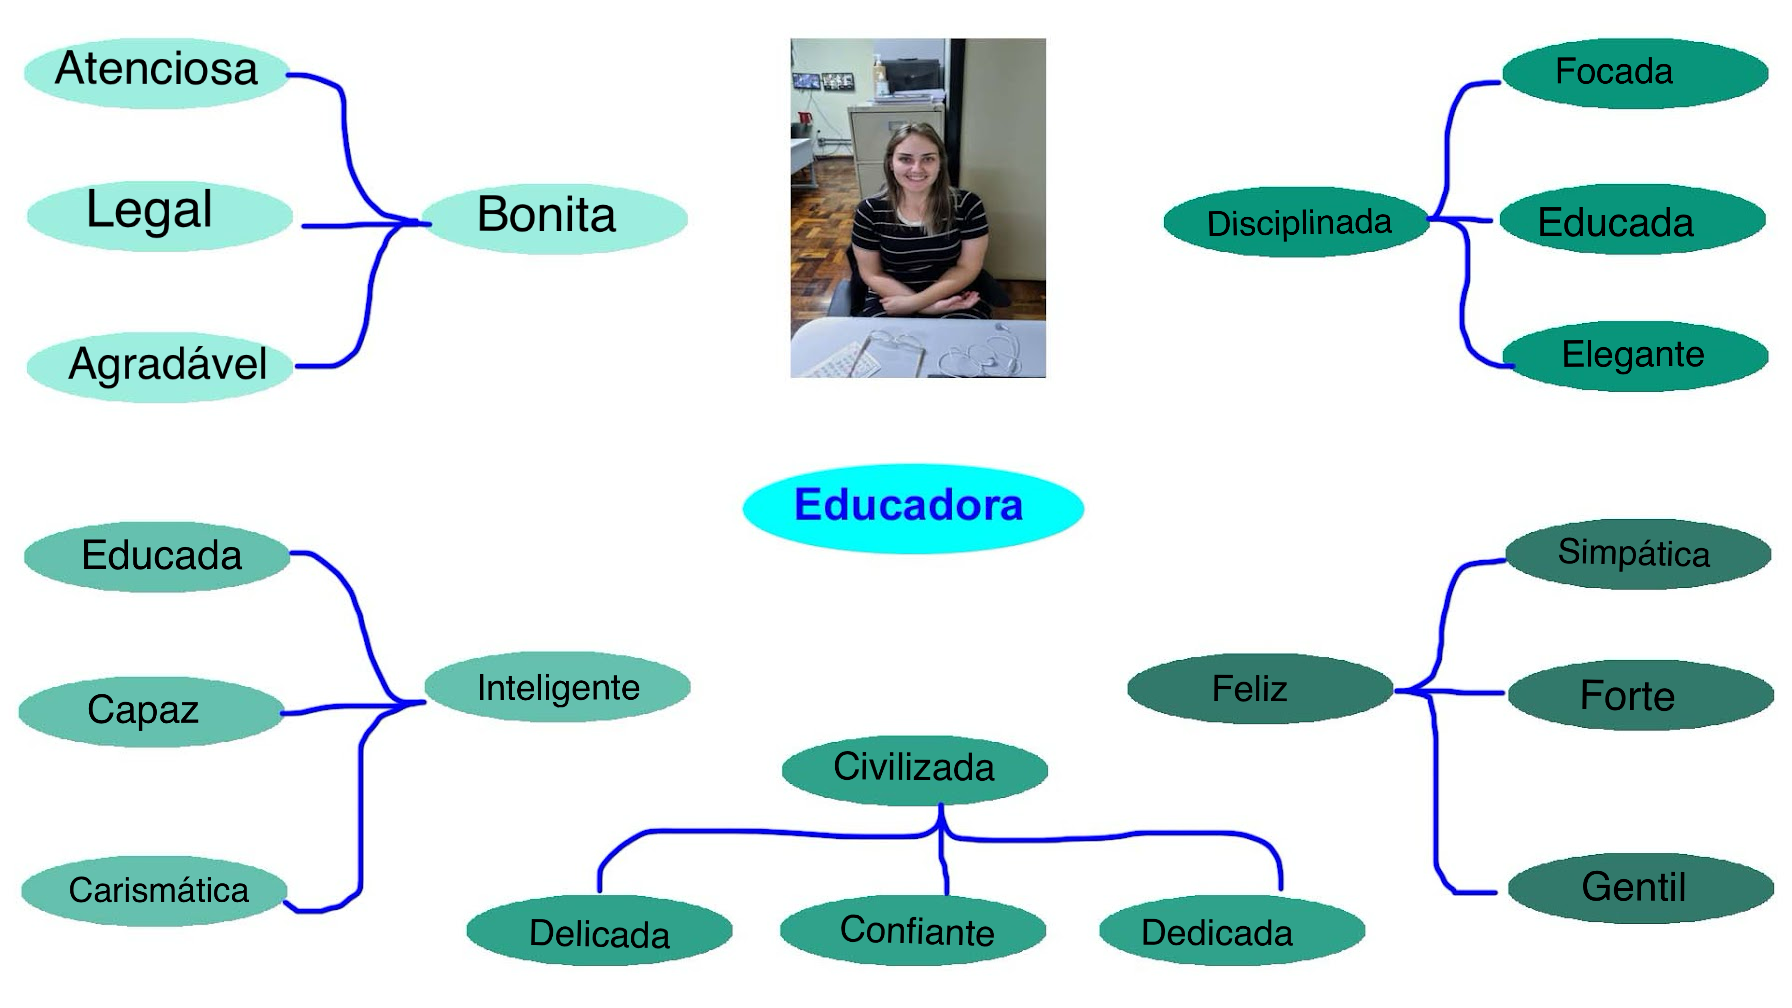 Atenciosa
Legal
Agradável
Bonita
Focada
Disciplinada
Educada
Elegante
Educadora
Educada
Capaz
Carismática
Inteligente
Simpática
Feliz
Forte
Gentil
Civilizada
Delicada
Confiante
Dedicada